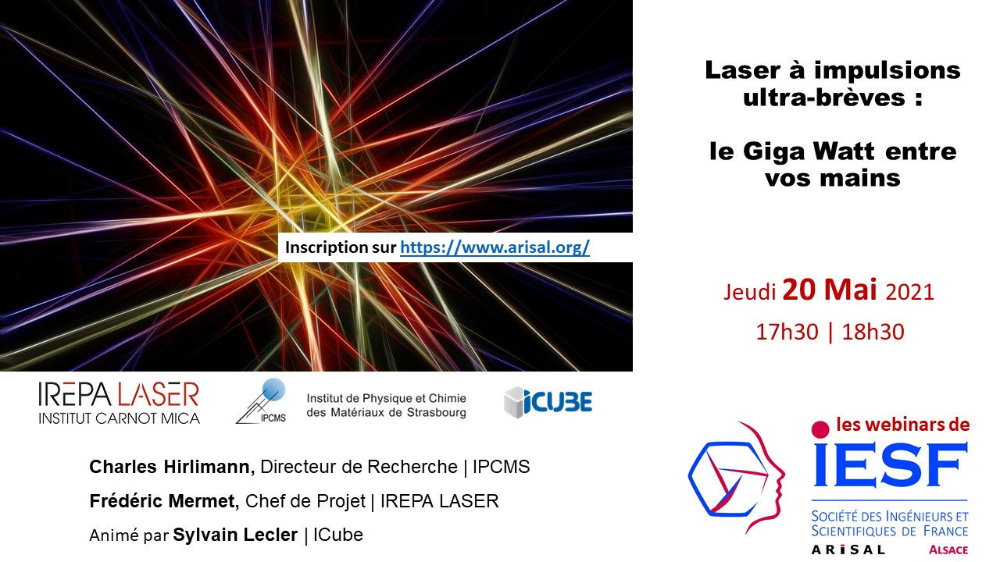 Laser à impulsions
ultra-brèves :
le Giga Watt entre
vos mains
Inscription sur https://www.arisal.org/
Jeudi 20 Mai 2021
17h30 | 18h30
IREPA LASER
INSTITUT CARNOT MICA
IPCMS
Institut de Physique et Chimie
des Matériaux de Strasbourg
iCUBE
Charles Hirlimann, Directeur de Recherche | IPCMS
Frédéric Mermet, Chef de Projet | IREPA LASER
Animé par Sylvain Lecler | ICube
les webinars de
iESF
SOCIÉTÉ DES INGÉNIEURS ET
SCIENTIFIQUES DE FRANCE
ARiSAL ALSACE